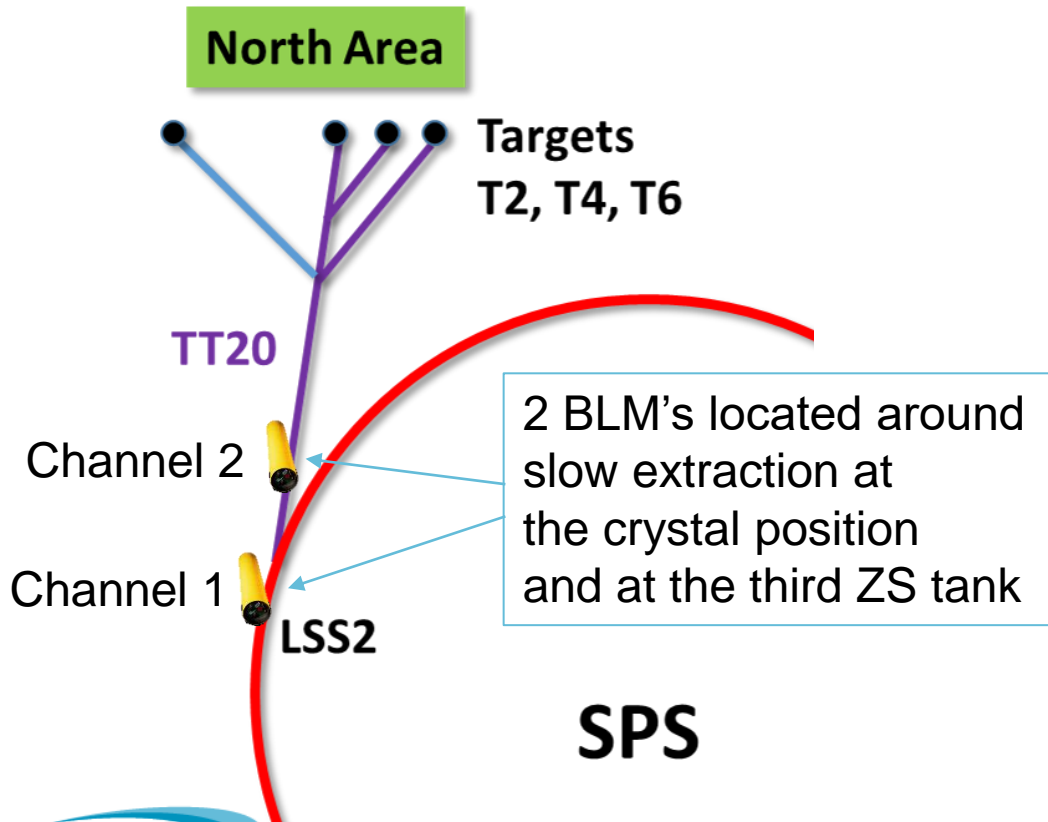 North Area
Targets
T2, T4, T6
TT20
2 BLM’s located around
slow extraction at
the crystal position
and at the third ZS tank
Channel 2
Channel 1
LSS2
SPS